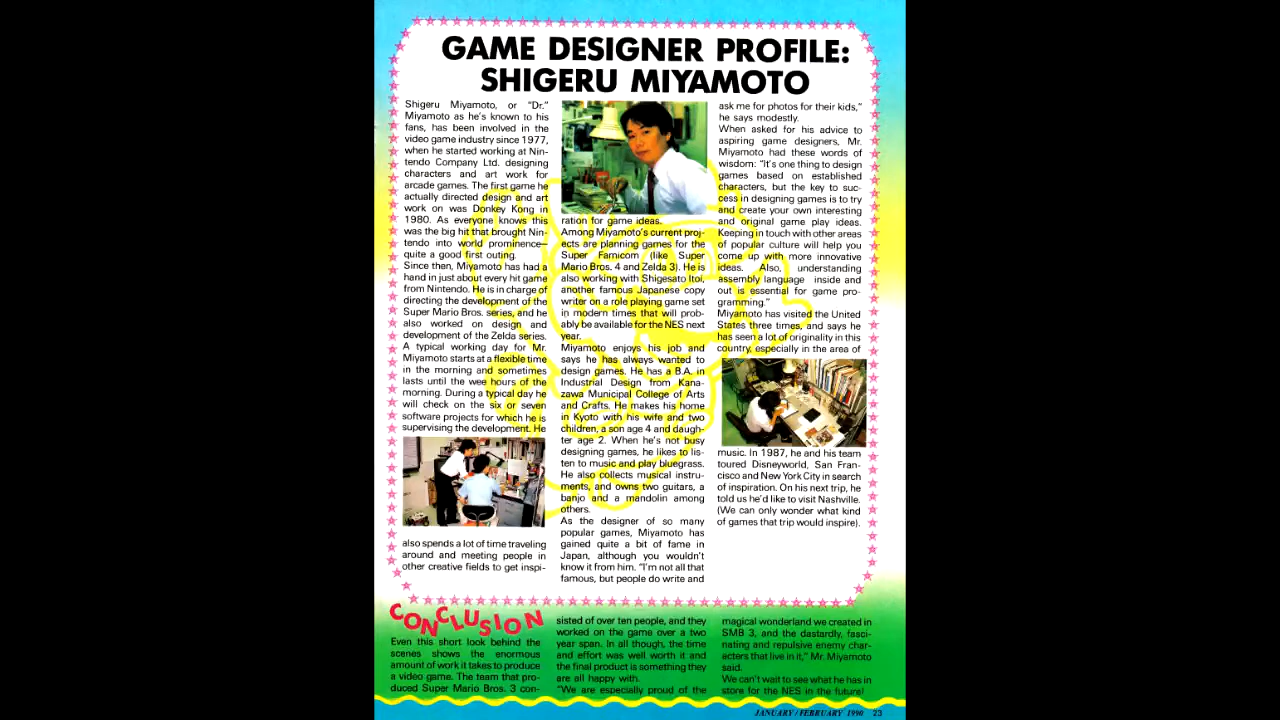 GAME DESIGNER PROFILE:
SHIGERU MIYAMOTO
Shigeru Miyamoto, or "Dr."
Miyamoto as he's known to his
fans, has been involved in the
video game industry since 1977,
when he started working at Nin-
tendo Company Ltd. designing
characters and art work for
arcade games. The first game he
actually directed design and art
work on was Donkey Kong in
1980. As everyone knows this
was the big hit that brought Nin-
tendo into world prominence—
quite a good first outing.
Since then, Miyamoto has had a
hand in just about every hit game
from Nintendo. He is in charge of
directing the development of the
Super Mario Bros. series, and he
also worked on design and
development of the Zelda series.
A typical working day for Mr.
Miyamoto starts at a flexible time
in the morning and sometimes
lasts until the wee hours of the
morning. During a typical day he
will check on the six or seven
software projects for which he is
supervising the development. He
also spends a lot of time traveling
around and meeting people in
other creative fields to get inspi-
ration for game ideas.
Among Miyamoto's current proj-
ects are planning games for the
Super Famicom (like Super
Mario Bros. 4 and Zelda 3). He is
also working with Shigesato Itoi,
another famous Japanese copy
writer on a role playing game set
in modern times that will prob-
ably be available for the NES next
year.
Miyamoto enjoys his job and
says he has always wanted to
design games. He has a B.A. in
Industrial Design from Kana-
zawa Municipal College of Arts
and Crafts. He makes his home
in Kyoto with his wife and two
children, a son age 4 and daugh-
ter age 2. When he's not busy
designing games, he likes to lis-
ten to music and play bluegrass.
He also collects musical instru-
ments, and owns two guitars, a
banjo and a mandolin among
others.
As the designer of so many
popular games, Miyamoto has
gained quite a bit of fame in
Japan, although you wouldn't
know it from him. "I'm not all that
famous, but people do write and
ask me for photos for their kids,"
he says modestly.
When asked for his advice to
aspiring game designers, Mr.
Miyamoto had these words of
wisdom: "It's one thing to design
games based on established
characters, but the key to suc-
cess in designing games is to try
and create your own interesting
and original game play ideas.
Keeping in touch with other areas
of popular culture will help you
come up with more innovative
ideas. Also, understanding
assembly language inside and
out is essential for game pro-
gramming."
Miyamoto has visited the United
States three times, and says he
has seen a lot of originality in this
country, especially in the area of
music. In 1987, he and his team
toured Disneyworld, San Fran-
cisco and New York City in search
of inspiration. On his next trip, he
told us he'd like to visit Nashville.
(We can only wonder what kind
of games that trip would inspire).
CONCLUSION
Even this short look behind the
scenes shows the enormous
amount of work it takes to produce
a video game. The team that pro-
duced Super Mario Bros. 3 con-
sisted of over ten people, and they
worked on the game over a two
year span. In all though, the time
and effort was well worth it and
the final product is something they
are all happy with.
"We are especially proud of the
magical wonderland we created in
SMB 3, and the dastardly, fasci-
nating and repulsive enemy char-
acters that live in it," Mr. Miyamoto
said.
We can't wait to see what he has in
store for the NES in the future!
JANUARY/FEBRUARY 1990 23